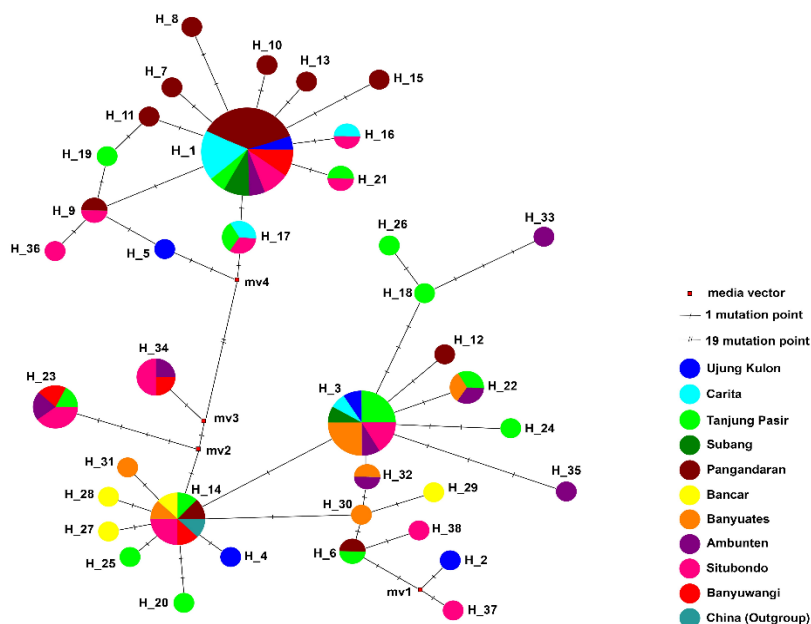 H_8
H_10
H_13
H_7
H_15
H_11
H_16
H_19
H_1
H_21
H_9
H_26
H_33
H_17
H_36
H_5
mv4
H_18
media vector
1 mutation point
19 mutation point
H_34
H_12
Ujung Kulon
H_23
H_3
H_22
Carita
mv3
H_24
Tanjung Pasir
mv2
Subang
H_31
H_14
H_32
H_35
Pangandaran
H_28
H_30
H_29
Bancar
H_27
H_38
Banyuates
H_25
H_4
H_6
H_2
Ambunten
mv1
Situbondo
H_20
H_37
Banyuwangi
China (Outgroup)